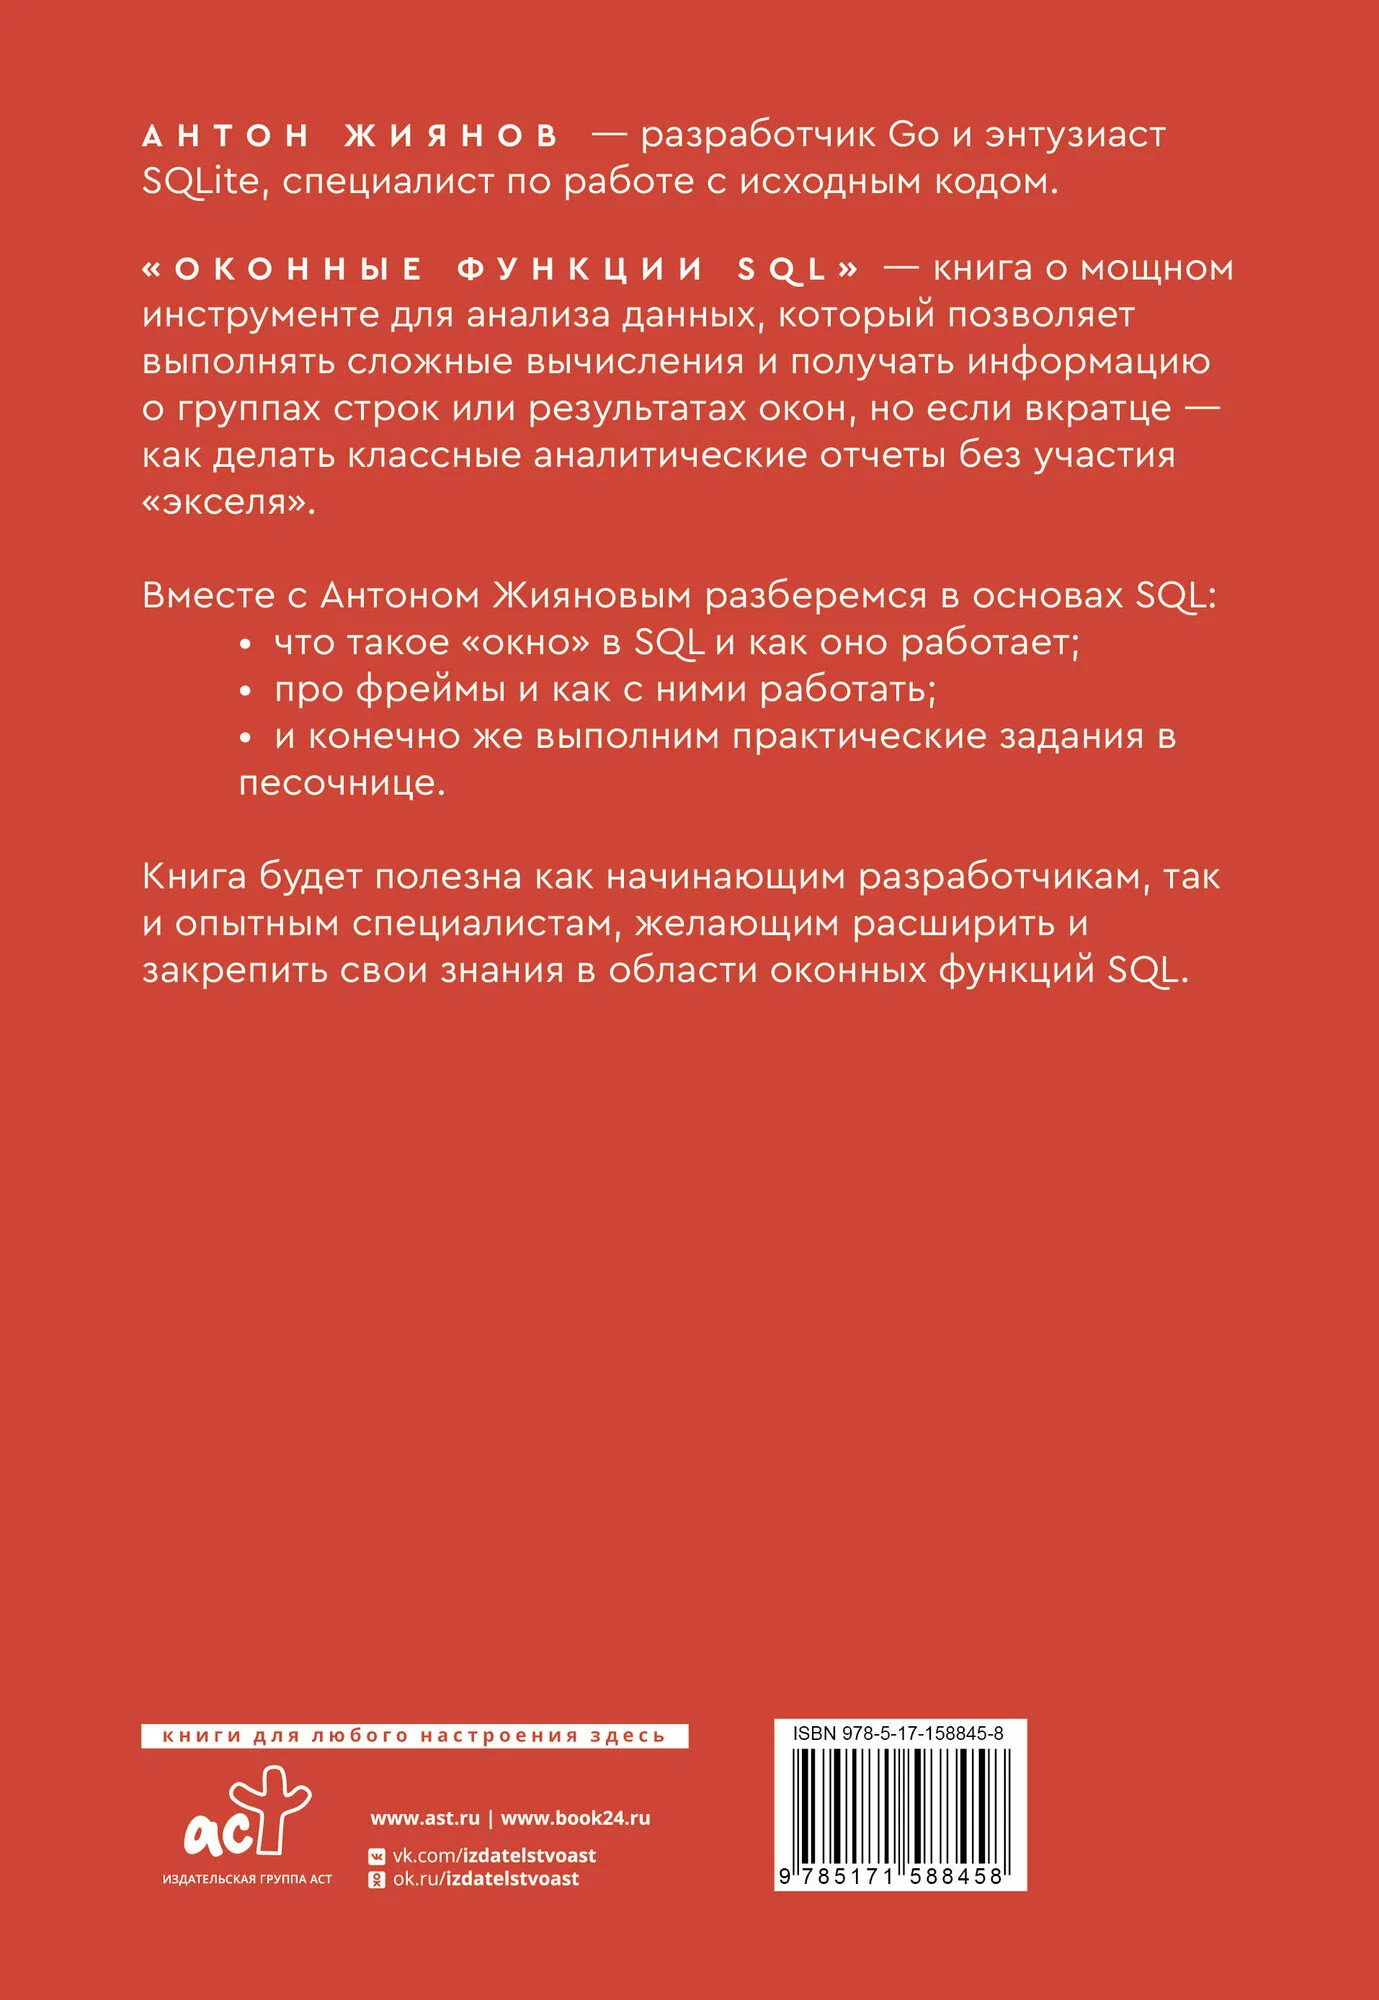 АНТОН ЖИЯНОВ — разработчик Go и энтузиаст
SQLite, специалист по работе с исходным кодом.
«ОКОННЫЕ ФУНКЦИИ SQL» — книга о мощном
инструменте для анализа данных, который позволяет
выполнять сложные вычисления и получать информацию
о группах строк или результатах окон, но если вкратце —
как делать классные аналитические отчеты без участия
«экселя».
Вместе с Антоном Жияновым разберемся в основах SQL:
• что такое «окно» в SQL и как оно работает;
• про фреймы и как с ними работать;
• и конечно же выполним практические задания в
песочнице.
Книга будет полезна как начинающим разработчикам, так
и опытным специалистам, желающим расширить и
закрепить свои знания в области оконных функций SQL.
книги для любого настроения здесь
аст
ИЗДАТЕЛЬСКАЯ ГРУППА АСТ
www.ast.ru | www.book24.ru
vk.com/izdatelstvoast
ok.ru/izdatelstvoast
ISBN 978-5-17-158845-8
9 785171 588458